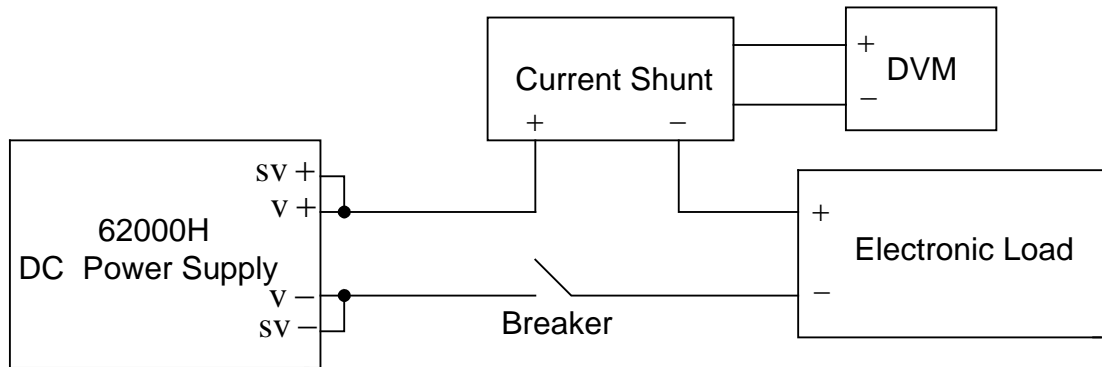 Current Shunt
+ −
+
DVM
−
sv +
v +
62000H
DC Power Supply
v −
sv −
Breaker
+
Electronic Load
−